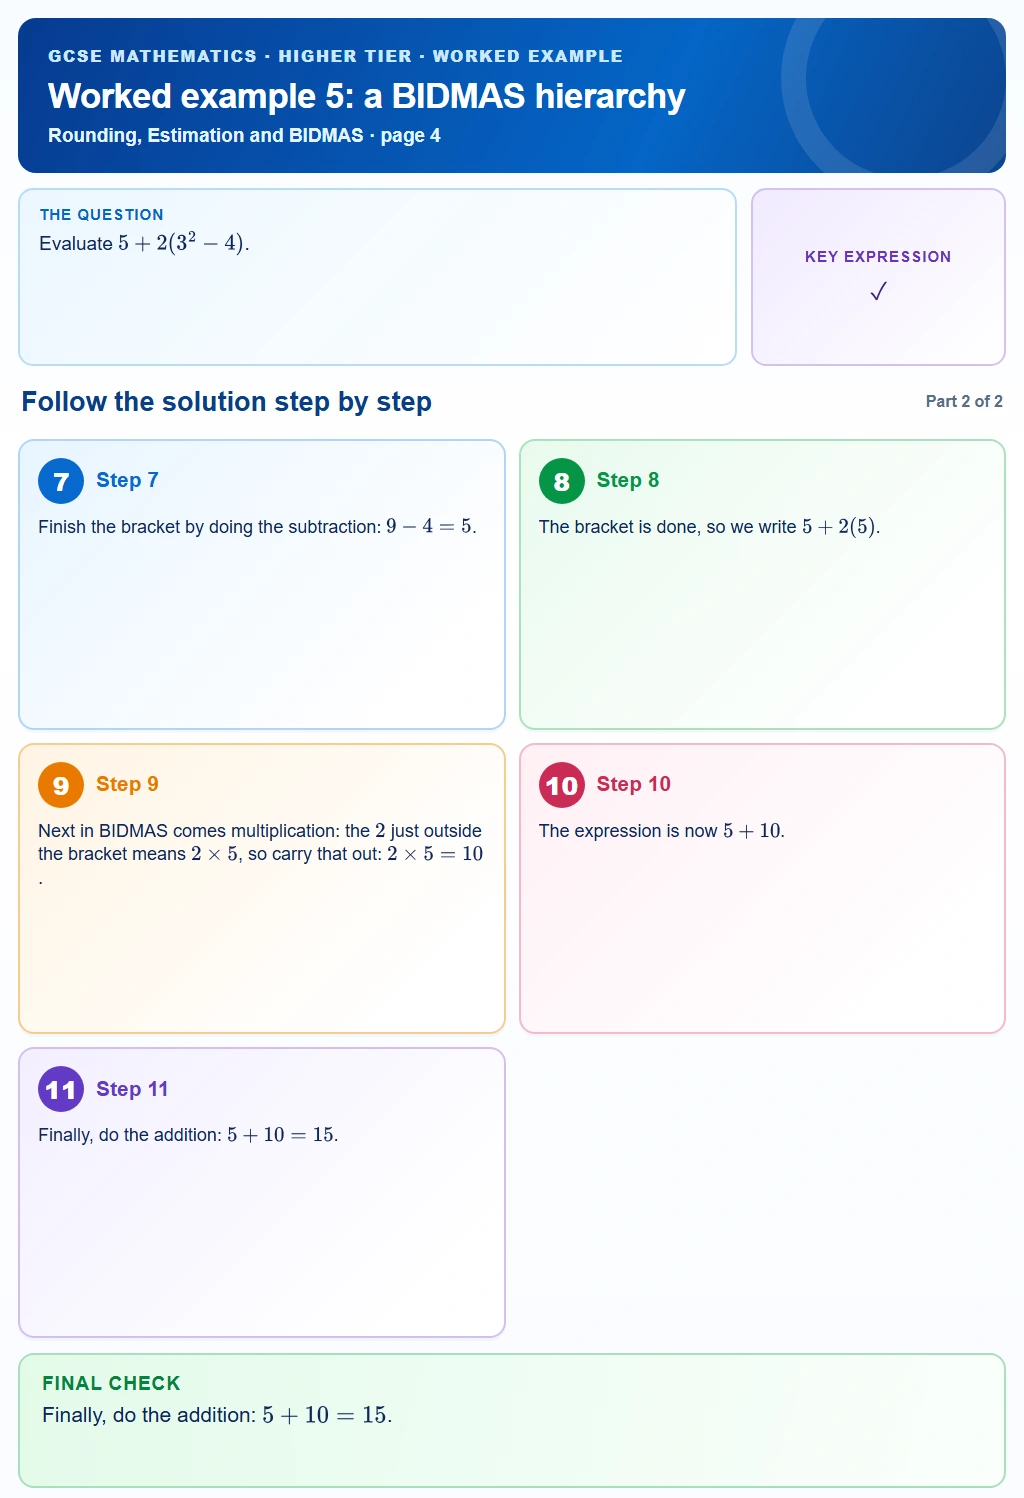 GCSE MATHEMATICS · HIGHER TIER · WORKED EXAMPLE
Worked example 5: a BIDMAS hierarchy
Rounding, Estimation and BIDMAS · page 4
THE QUESTION
Evaluate 5 + 2(3² − 4).
KEY EXPRESSION
✓
Follow the solution step by step
Part 2 of 2
7 Step 7
Finish the bracket by doing the subtraction: 9 − 4 = 5.
8 Step 8
The bracket is done, so we write 5 + 2(5).
9 Step 9
Next in BIDMAS comes multiplication: the 2 just outside
the bracket means 2 × 5, so carry that out: 2 × 5 = 10
.
10 Step 10
The expression is now 5 + 10.
11 Step 11
Finally, do the addition: 5 + 10 = 15.
FINAL CHECK
Finally, do the addition: 5 + 10 = 15.